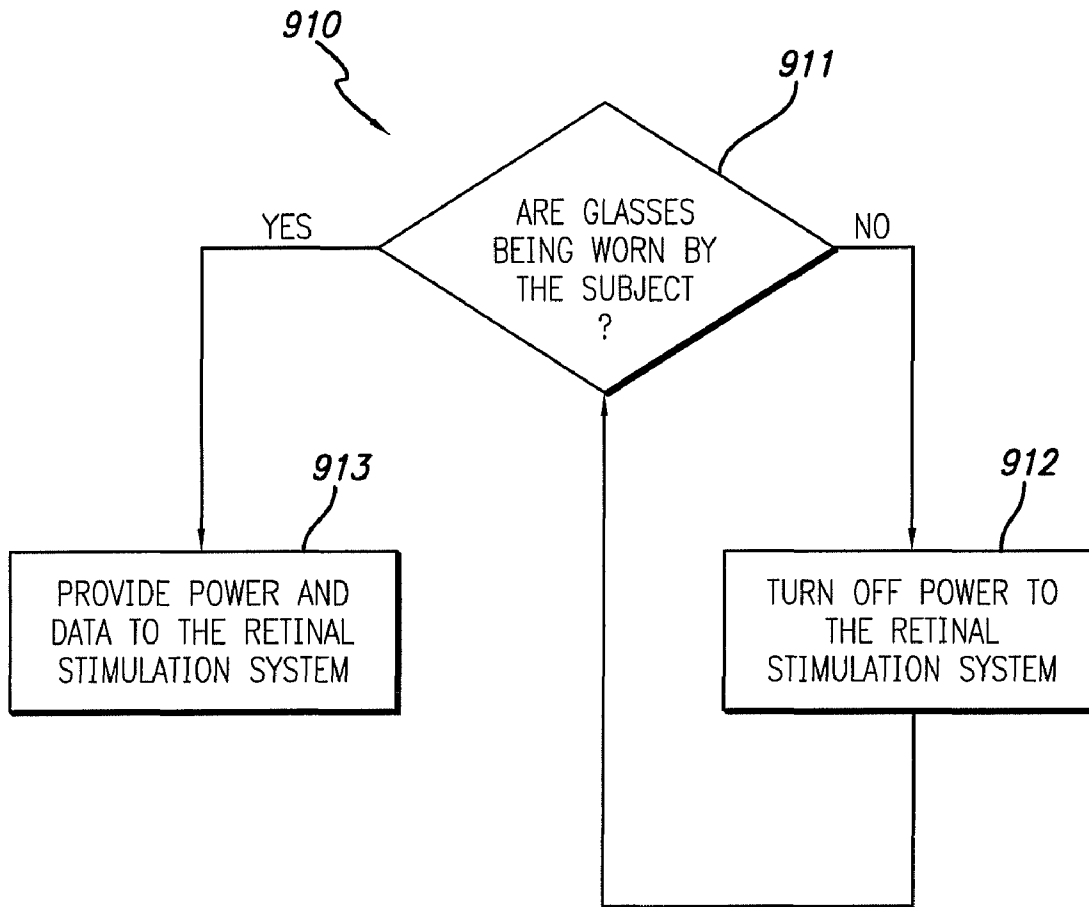 910
911
ARE GLASSES
BEING WORN BY
THE SUBJECT
?
YES
NO
913
PROVIDE POWER AND
DATA TO THE RETINAL
STIMULATION SYSTEM
912
TURN OFF POWER TO
THE RETINAL
STIMULATION SYSTEM